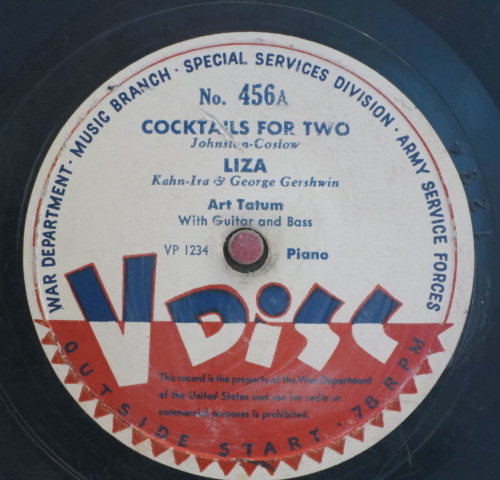 WAR DEPARTMENT · MUSIC BRANCH · SPECIAL SERVICES DIVISION · ARMY SERVICE FORCES
No. 456A
COCKTAILS FOR TWO
Johnston-Coslow
LIZA
Kahn-Ira & George Gershwin
Art Tatum
With Guitar and Bass
VP 1234
Piano
V DISC
This record is the property of the War Department
of the United States and use for radio or
commercial purposes is prohibited.
OUTSIDE START · 78 RPM